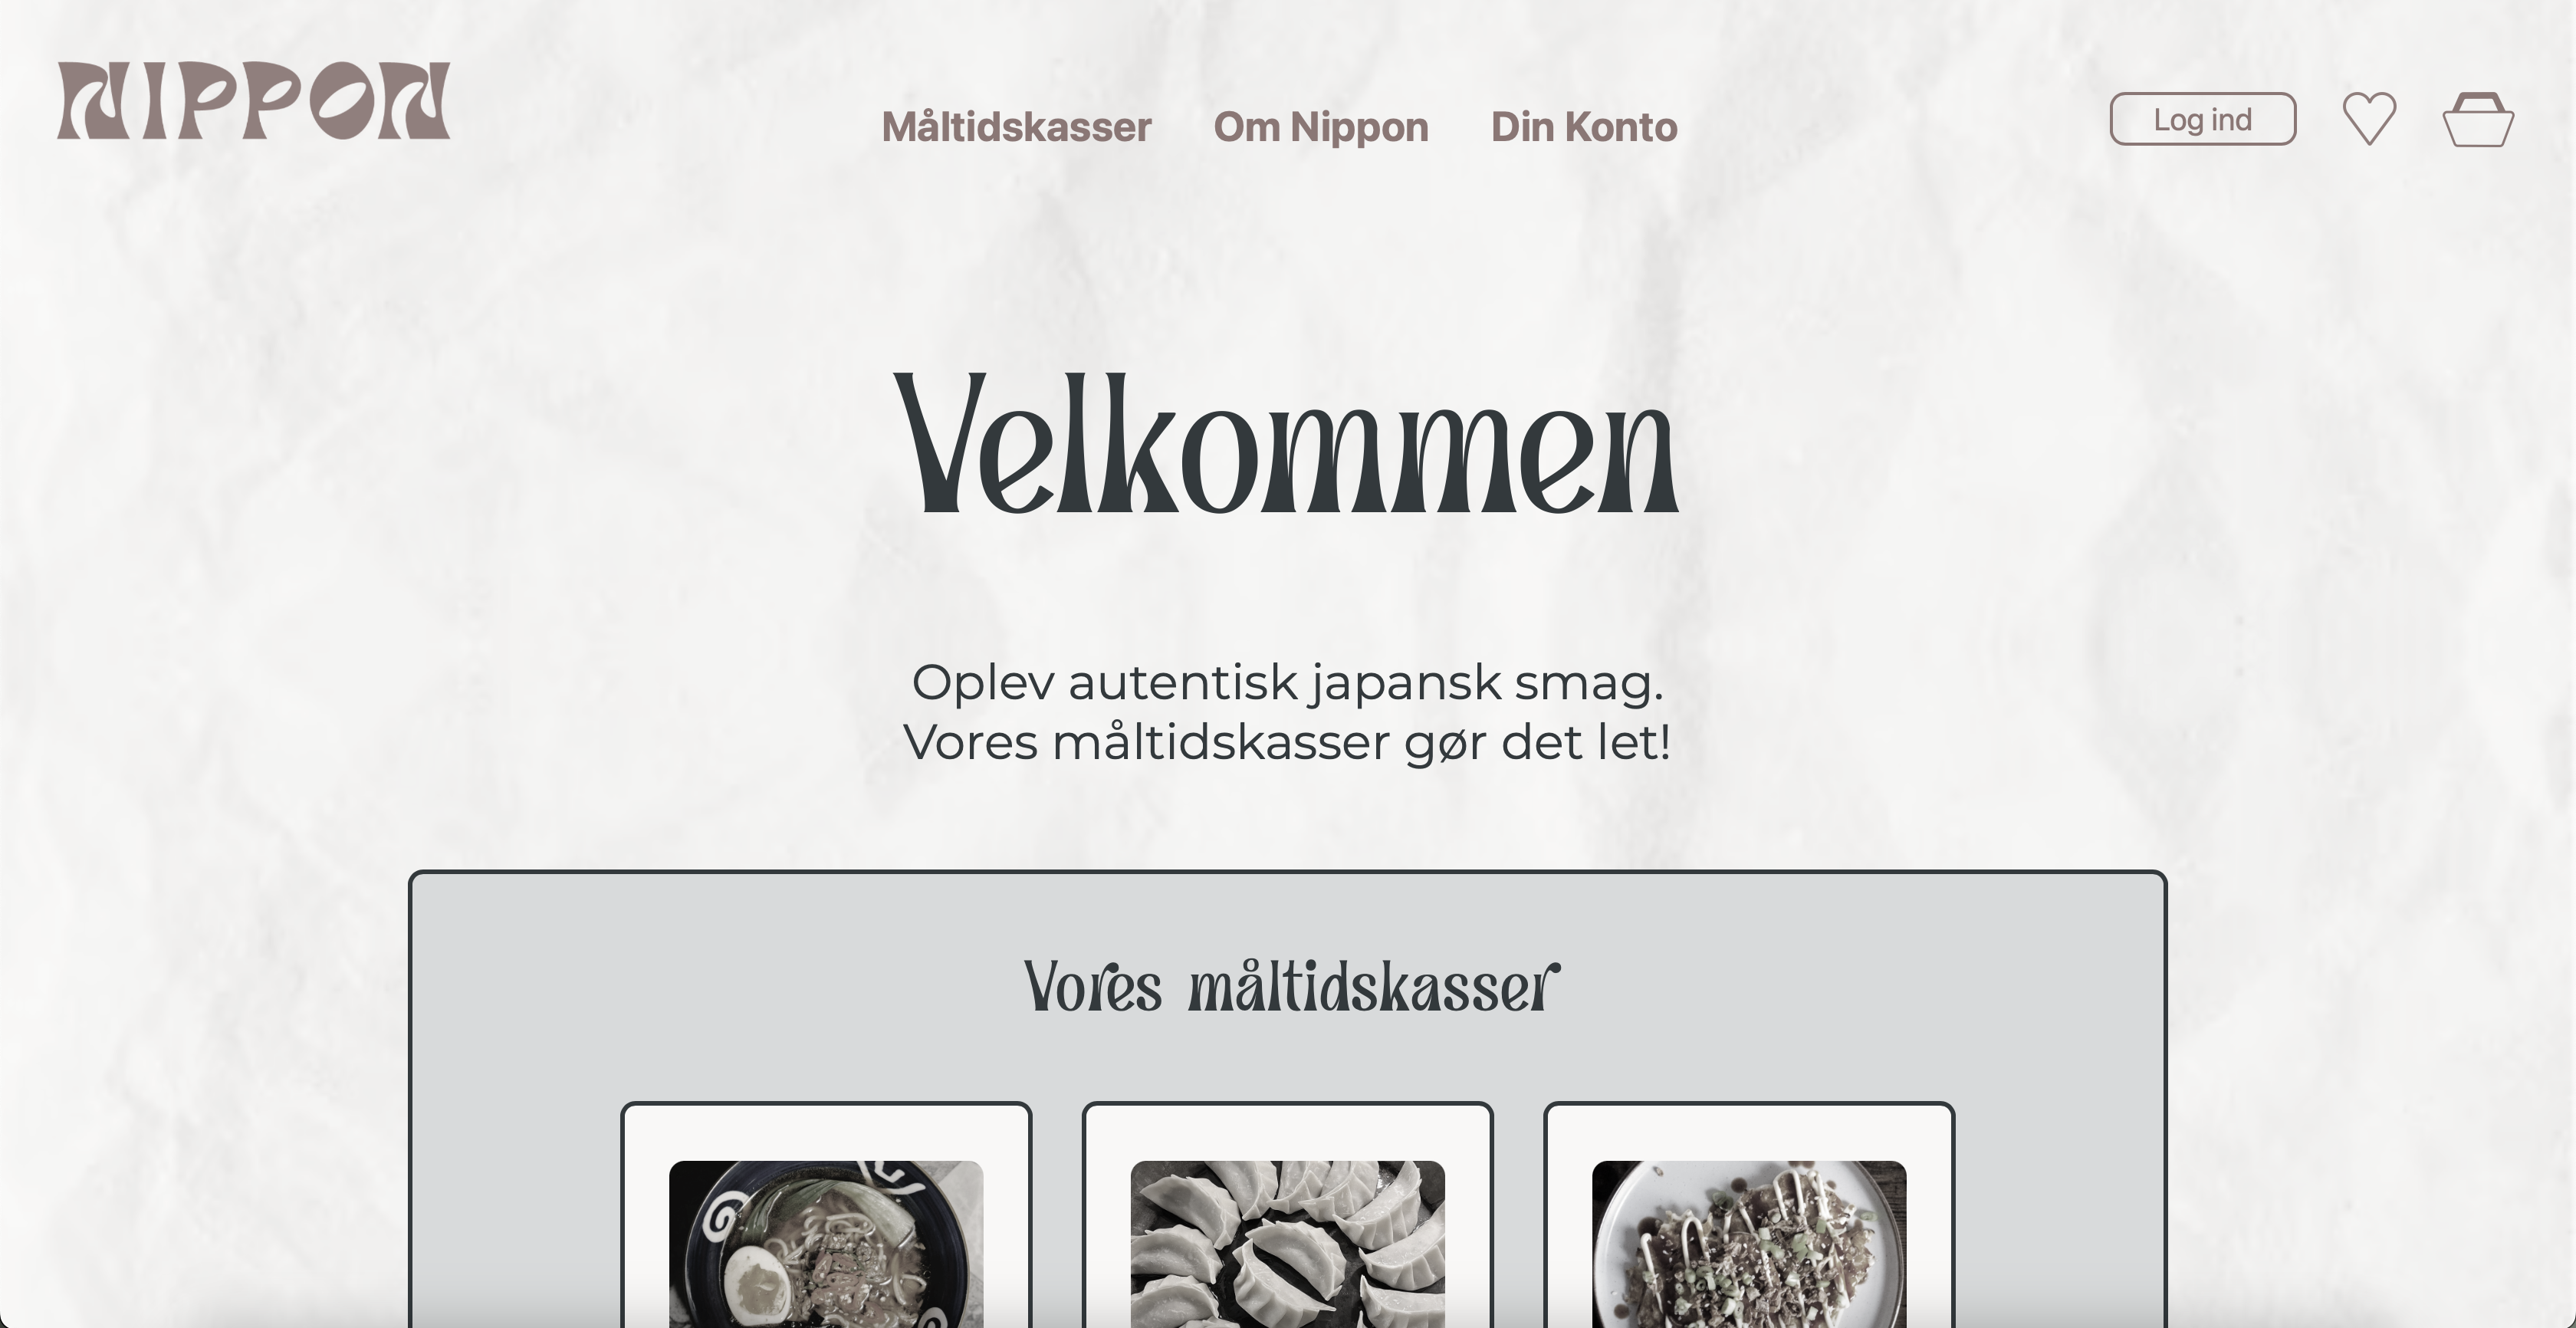 NIPPON
Måltidskasser Om Nippon Din Konto
Log ind
Velkommen
Oplev autentisk japansk smag.
Vores måltidskasser gør det let!
Vores måltidskasser